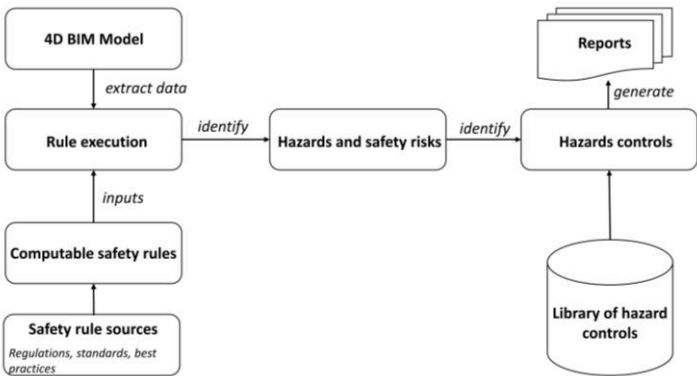 4D BIM Model
Reports
extract data
generate
Rule execution
identify
Hazards and safety risks
identify
Hazards controls
inputs
Computable safety rules
Safety rule sources
Regulations, standards, best
practices
Library of hazard
controls